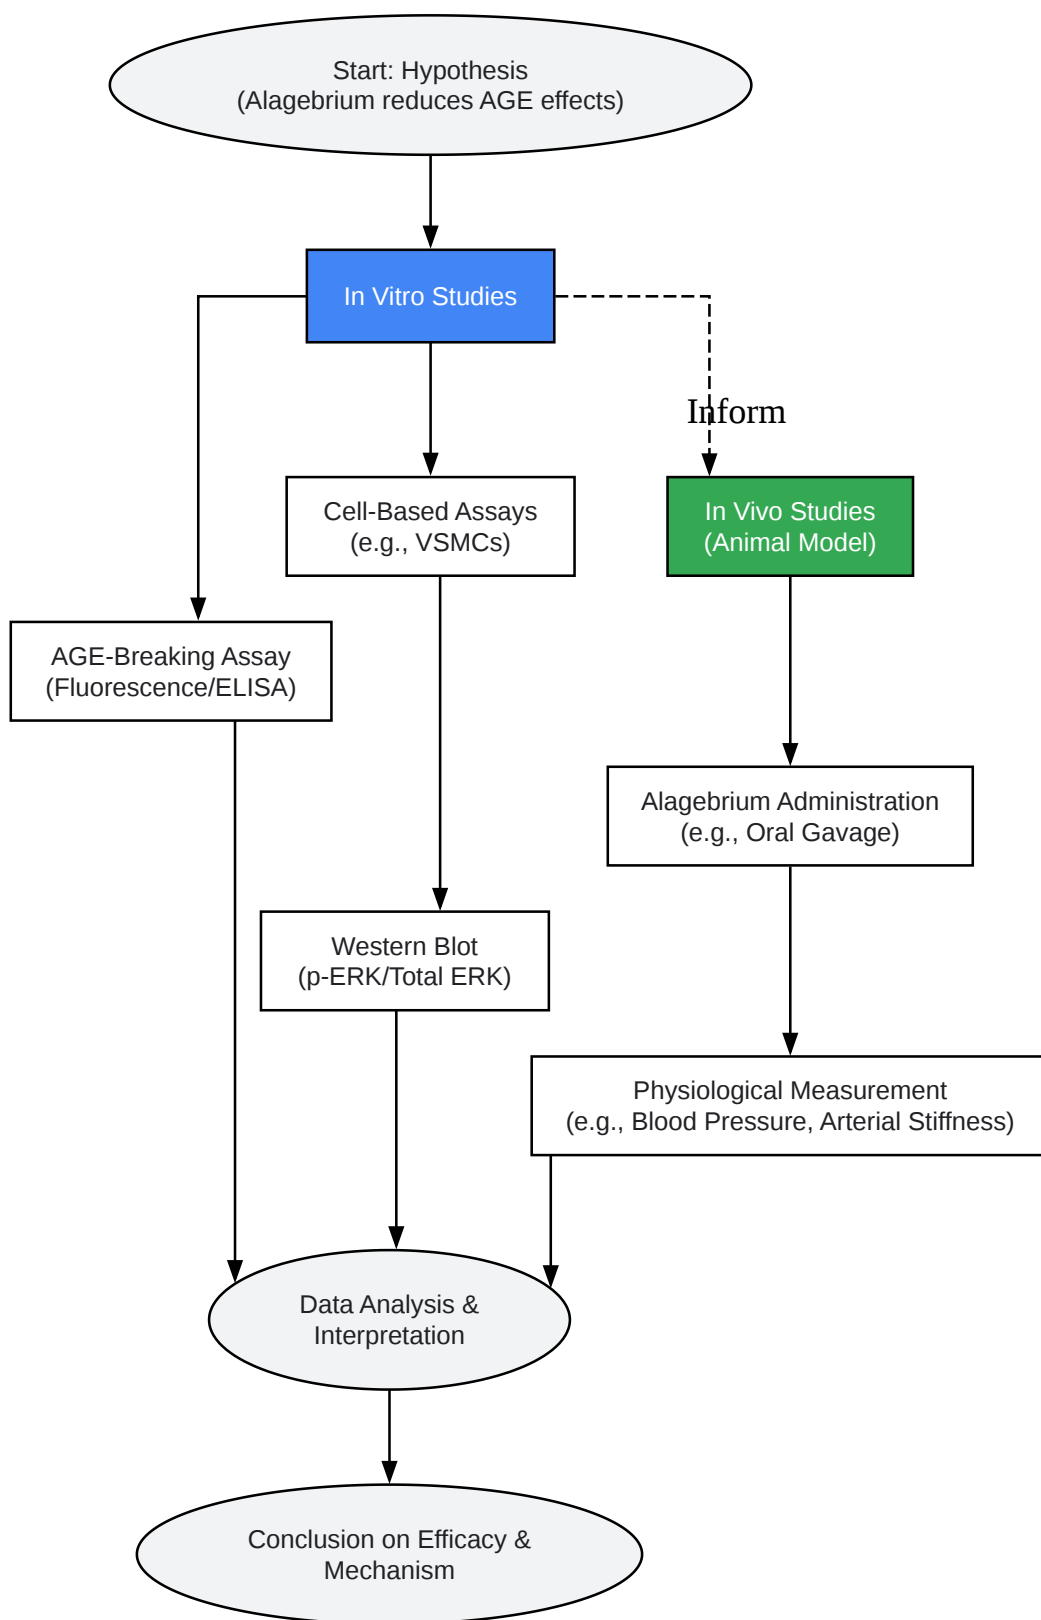 Start: Hypothesis
(Alagebrium reduces AGE effects)
In Vitro Studies
Inform
Cell-Based Assays
(e.g., VSMCs)
In Vivo Studies
(Animal Model)
AGE-Breaking Assay
(Fluorescence/ELISA)
Alagebrium Administration
(e.g., Oral Gavage)
Western Blot
(p-ERK/Total ERK)
Physiological Measurement
(e.g., Blood Pressure, Arterial Stiffness)
Data Analysis &
Interpretation
Conclusion on Efficacy &
Mechanism